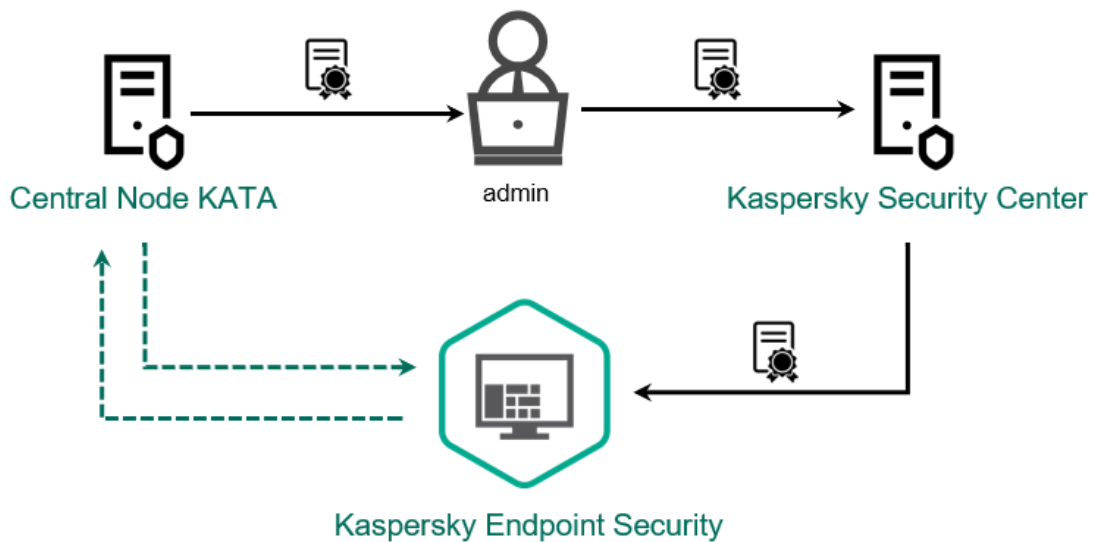 Central Node KATA
admin
Kaspersky Security Center
Kaspersky Endpoint Security